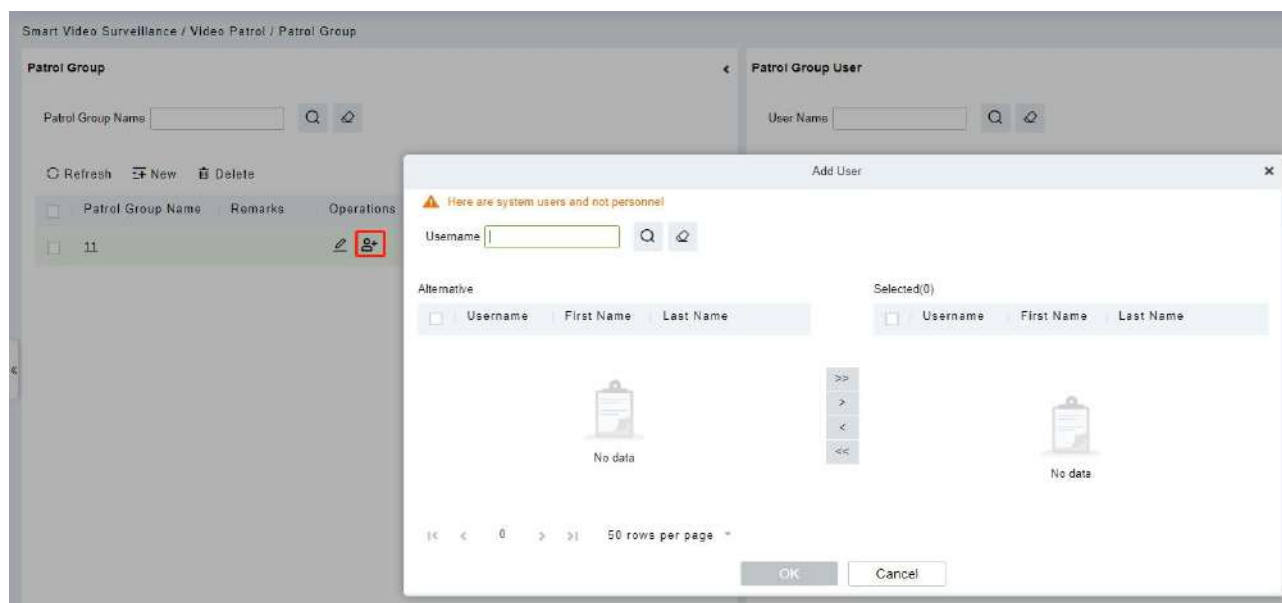 Smart Video Surveillance / Video Patrol / Patrol Group
Patrol Group
Patrol Group User
Patrol Group Name
User Name
Refresh New Delete
Patrol Group Name Remarks Operations
11
Add User
Here are system users and not personnel
Username
Alternative
Selected(0)
Username First Name Last Name
Username First Name Last Name
>>
>
<
<<
No data
No data
0 50 rows per page
OK Cancel